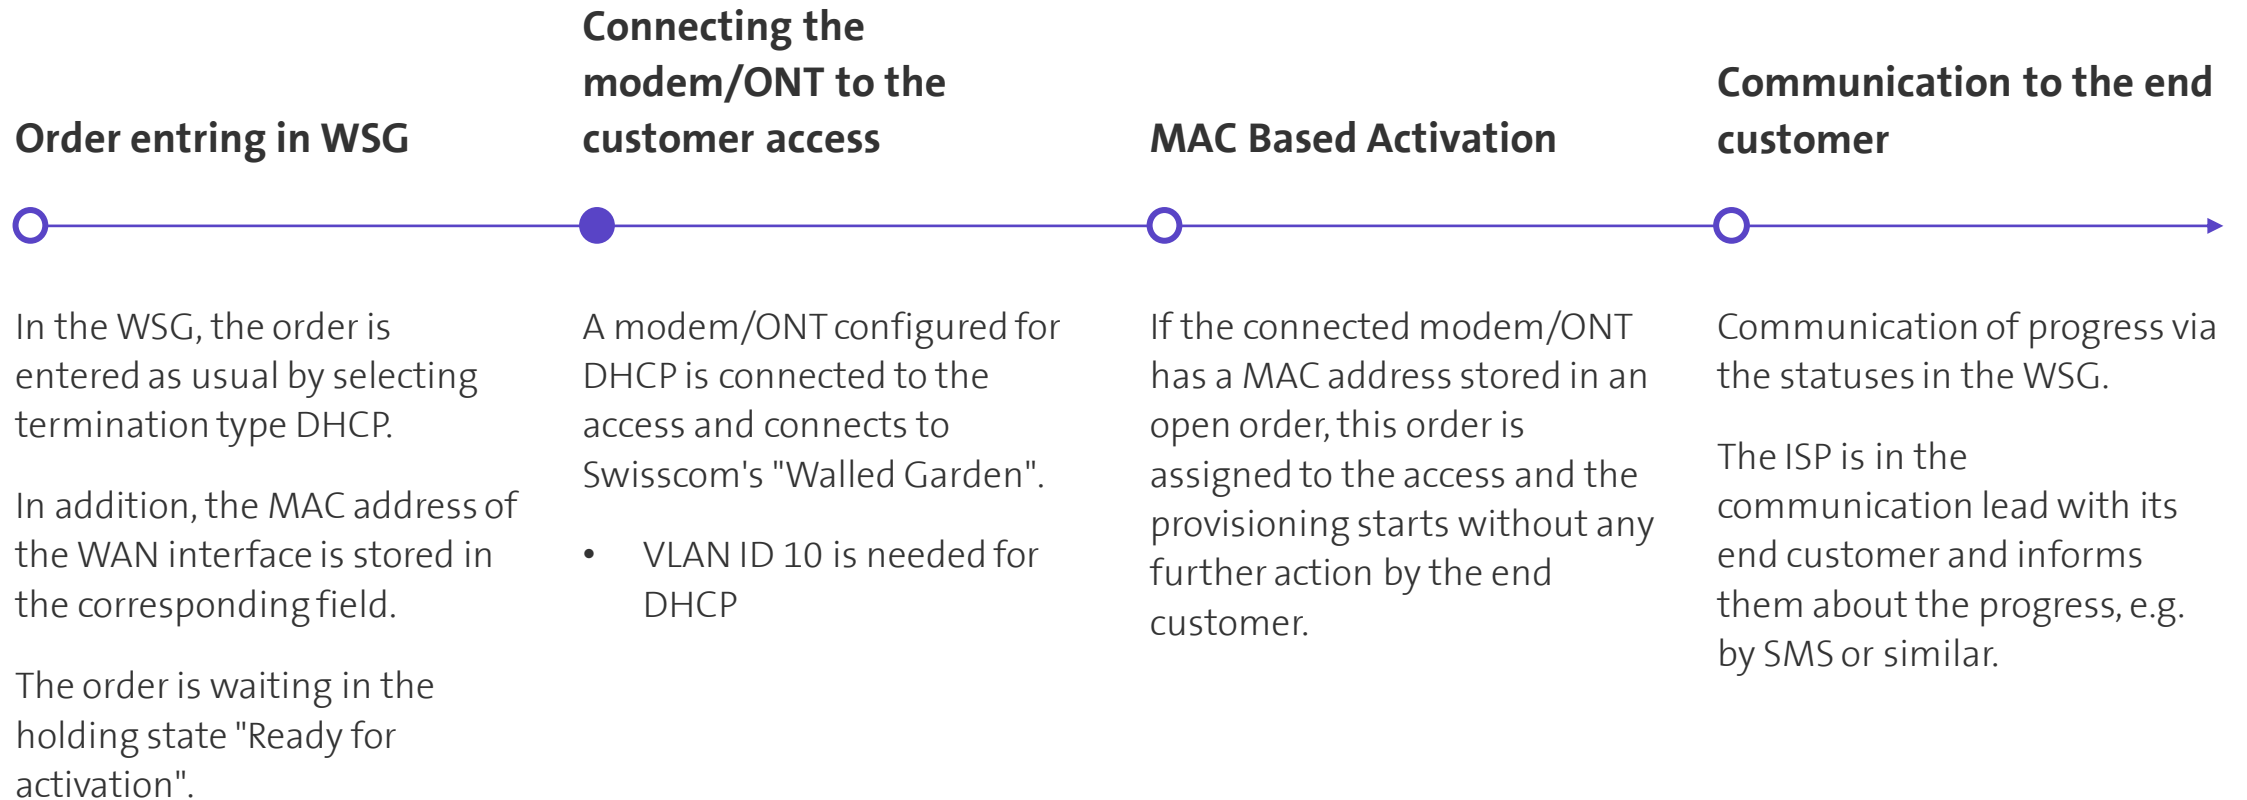 Order entring in WSG
In the WSG, the order is
entered as usual by selecting
termination type DHCP.
In addition, the MAC address of
the WAN interface is stored in
the corresponding field.
The order is waiting in the
holding state "Ready for
activation".
Connecting the
modem/ONT to the
customer access
A modem/ONT configured for
DHCP is connected to the
access and connects to
Swisscom's "Walled Garden".
• VLAN ID 10 is needed for
DHCP
MAC Based Activation
If the connected modem/ONT
has a MAC address stored in an
open order, this order is
assigned to the access and the
provisioning starts without any
further action by the end
customer.
Communication to the end
customer
Communication of progress via
the statuses in the WSG.
The ISP is in the
communication lead with its
end customer and informs
them about the progress, e.g.
by SMS or similar.